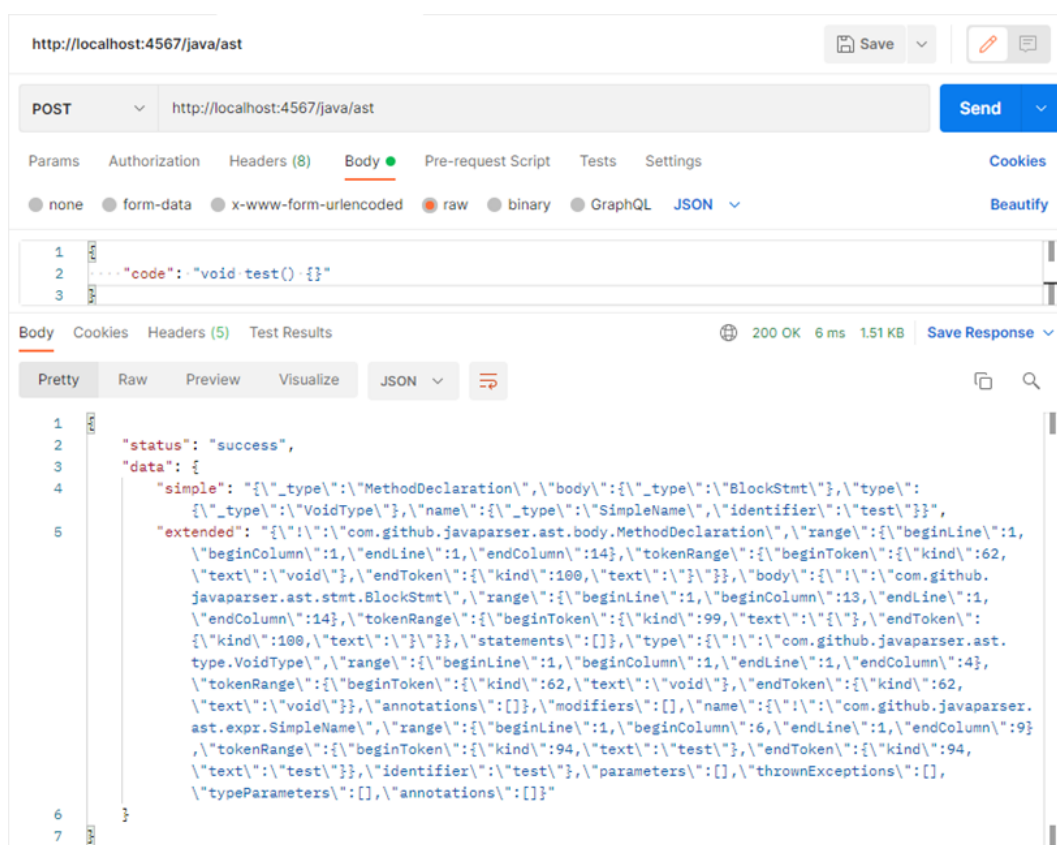 http://localhost:4567/java/ast
Save
POST
http://localhost:4567/java/ast
Send
Params Authorization Headers (8) Body Pre-request Script Tests Settings Cookies
none form-data x-www-form-urlencoded raw binary GraphQL JSON Beautify
1 {
2 "code": "void test() {}"
3 }
Body Cookies Headers (5) Test Results 200 OK 6 ms 1.51 KB Save Response
Pretty Raw Preview Visualize JSON
1 {
2 "status": "success",
3 "data": {
4 "simple": "{\"_type\":\"MethodDeclaration\",\"body\":{\"_type\":\"BlockStmt\"},\"type\":
{\"_type\":\"VoidType\"},\"name\":{\"_type\":\"SimpleName\",\"identifier\":\"test\"}}",
5 "extended": "{\"!\":\"com.github.javaparser.ast.body.MethodDeclaration\",\"range\":{\"beginLine\":1,
\"beginColumn\":1,\"endLine\":1,\"endColumn\":14},\"tokenRange\":{\"beginToken\":{\"kind\":62,
\"text\":\"void\"},\"endToken\":{\"kind\":100,\"text\":\"}\"}},\"body\":{\"!\":\"com.github.
javaparser.ast.stmt.BlockStmt\",\"range\":{\"beginLine\":1,\"beginColumn\":13,\"endLine\":1,
\"endColumn\":14},\"tokenRange\":{\"beginToken\":{\"kind\":99,\"text\":\"{\"},\"endToken\":
{\"kind\":100,\"text\":\"}\"}},\"statements\":[]},\"type\":{\"!\":\"com.github.javaparser.ast.
type.VoidType\",\"range\":{\"beginLine\":1,\"beginColumn\":1,\"endLine\":1,\"endColumn\":4},
\"tokenRange\":{\"beginToken\":{\"kind\":62,\"text\":\"void\"},\"endToken\":{\"kind\":62,
\"text\":\"void\"}},\"annotations\":[]},\"modifiers\":[],\"name\":{\"!\":\"com.github.javaparser.
ast.expr.SimpleName\",\"range\":{\"beginLine\":1,\"beginColumn\":6,\"endLine\":1,\"endColumn\":9}
,\"tokenRange\":{\"beginToken\":{\"kind\":94,\"text\":\"test\"},\"endToken\":{\"kind\":94,
\"text\":\"test\"}},\"identifier\":\"test\"},\"parameters\":[],\"thrownExceptions\":[],
\"typeParameters\":[],\"annotations\":[]}"
6 }
7 }